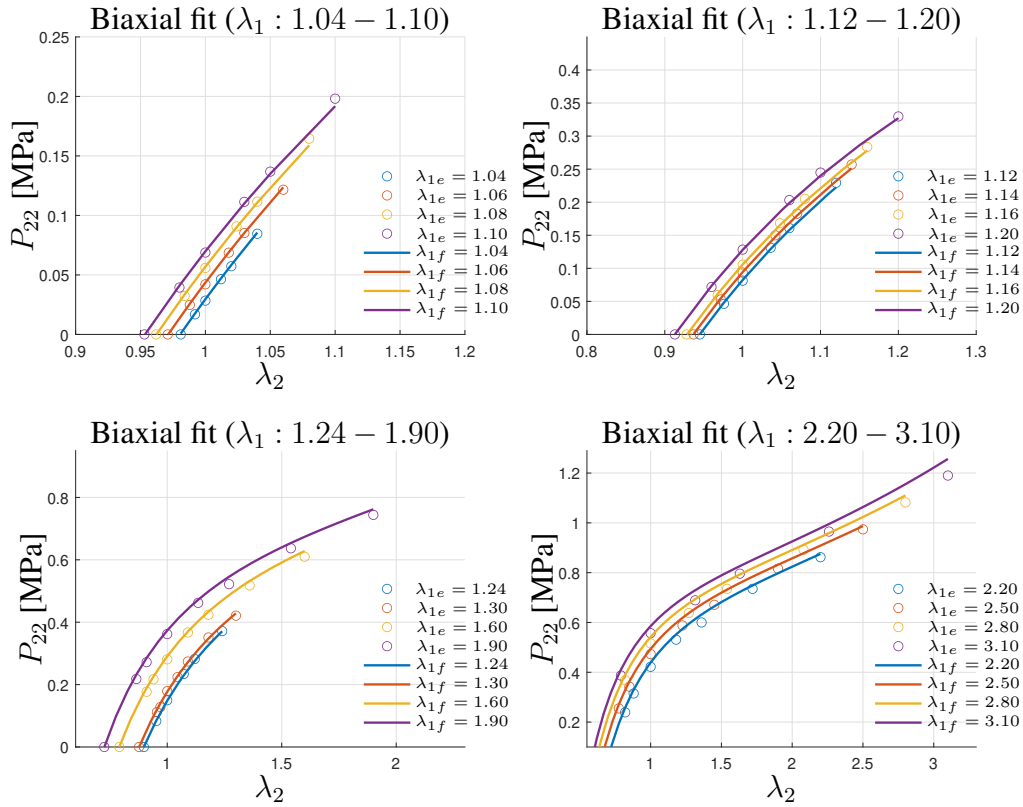 Biaxial fit (λ₁ : 1.04 − 1.10)
P₂₂ [MPa]
0.25
0.2
0.15
0.1
0.05
0
0.9
0.95
1
1.05
1.1
1.15
1.2
λ₂
λ₁ₑ = 1.04
λ₁ₑ = 1.06
λ₁ₑ = 1.08
λ₁ₑ = 1.10
λ₁f = 1.04
λ₁f = 1.06
λ₁f = 1.08
λ₁f = 1.10
Biaxial fit (λ₁ : 1.12 − 1.20)
P₂₂ [MPa]
0.4
0.35
0.3
0.25
0.2
0.15
0.1
0.05
0
0.8
0.9
1
1.1
1.2
1.3
λ₂
λ₁ₑ = 1.12
λ₁ₑ = 1.14
λ₁ₑ = 1.16
λ₁ₑ = 1.20
λ₁f = 1.12
λ₁f = 1.14
λ₁f = 1.16
λ₁f = 1.20
Biaxial fit (λ₁ : 1.24 − 1.90)
P₂₂ [MPa]
0.8
0.6
0.4
0.2
0
1
1.5
2
λ₂
λ₁ₑ = 1.24
λ₁ₑ = 1.30
λ₁ₑ = 1.60
λ₁ₑ = 1.90
λ₁f = 1.24
λ₁f = 1.30
λ₁f = 1.60
λ₁f = 1.90
Biaxial fit (λ₁ : 2.20 − 3.10)
P₂₂ [MPa]
1.2
1
0.8
0.6
0.4
0.2
1
1.5
2
2.5
3
λ₂
λ₁ₑ = 2.20
λ₁ₑ = 2.50
λ₁ₑ = 2.80
λ₁ₑ = 3.10
λ₁f = 2.20
λ₁f = 2.50
λ₁f = 2.80
λ₁f = 3.10